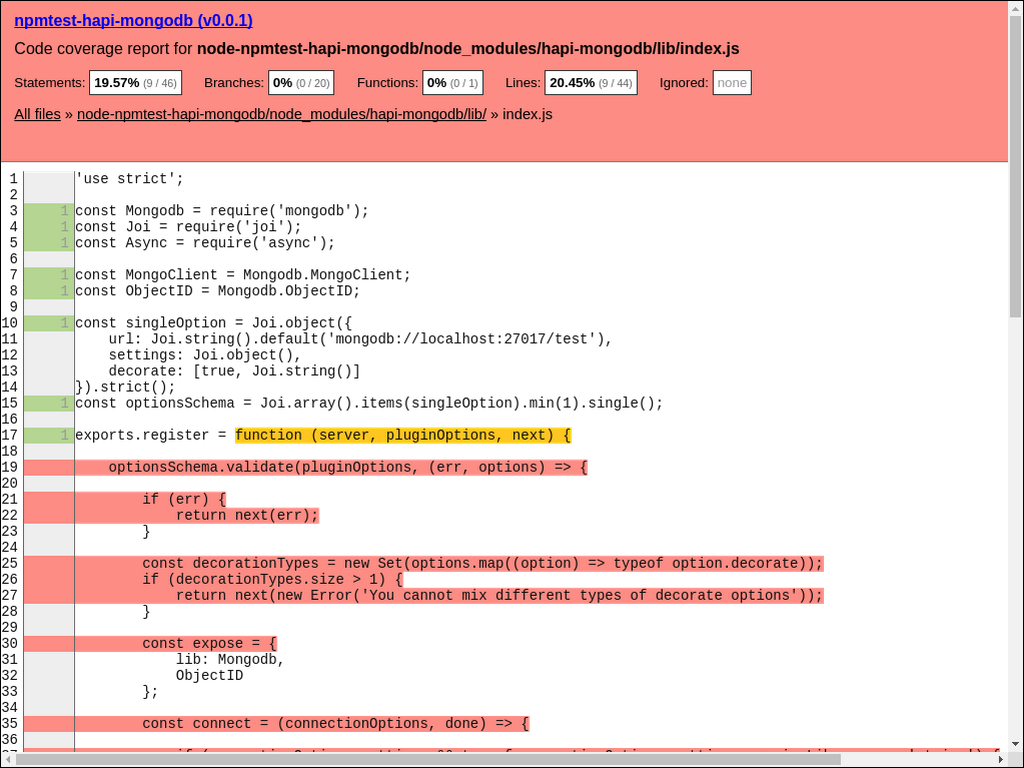 npmtest-hapi-mongodb (v0.0.1)
Code coverage report for node-npmtest-hapi-mongodb/node_modules/hapi-mongodb/lib/index.js
Statements: 19.57% (9 / 46) Branches: 0% (0 / 20) Functions: 0% (0 / 1) Lines: 20.45% (9 / 44) Ignored: none
All files » node-npmtest-hapi-mongodb/node_modules/hapi-mongodb/lib/ » index.js
1 'use strict';
2
3 1 const Mongodb = require('mongodb');
4 1 const Joi = require('joi');
5 1 const Async = require('async');
6
7 1 const MongoClient = Mongodb.MongoClient;
8 1 const ObjectID = Mongodb.ObjectID;
9
10 1 const singleOption = Joi.object({
11 url: Joi.string().default('mongodb://localhost:27017/test'),
12 settings: Joi.object(),
13 decorate: [true, Joi.string()]
14 }).strict();
15 1 const optionsSchema = Joi.array().items(singleOption).min(1).single();
16
17 1 exports.register = function (server, pluginOptions, next) {
18
19 optionsSchema.validate(pluginOptions, (err, options) => {
20
21 if (err) {
22 return next(err);
23 }
24
25 const decorationTypes = new Set(options.map((option) => typeof option.decorate));
26 if (decorationTypes.size > 1) {
27 return next(new Error('You cannot mix different types of decorate options'));
28 }
29
30 const expose = {
31 lib: Mongodb,
32 ObjectID
33 };
34
35 const connect = (connectionOptions, done) => {
36